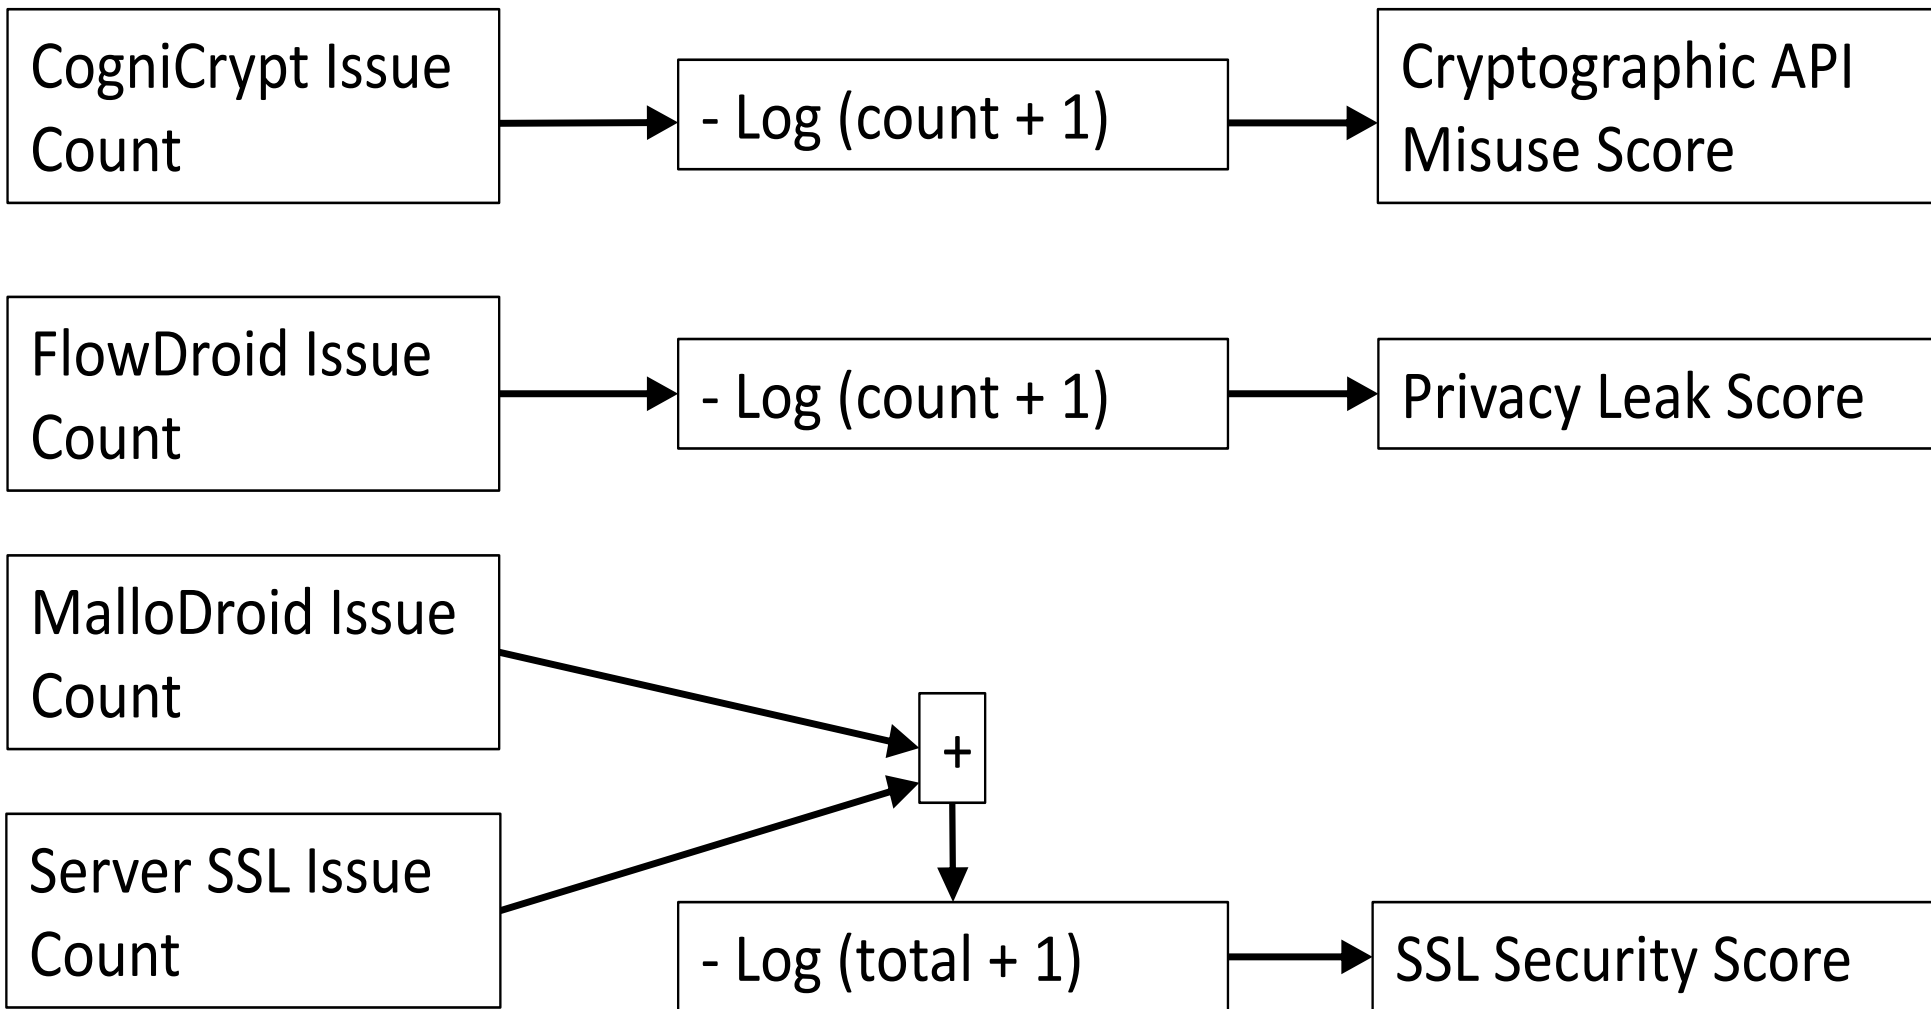 CogniCrypt Issue
Count
- Log (count + 1)
Cryptographic API
Misuse Score
FlowDroid Issue
Count
- Log (count + 1)
Privacy Leak Score
MalloDroid Issue
Count
+
Server SSL Issue
Count
- Log (total + 1)
SSL Security Score